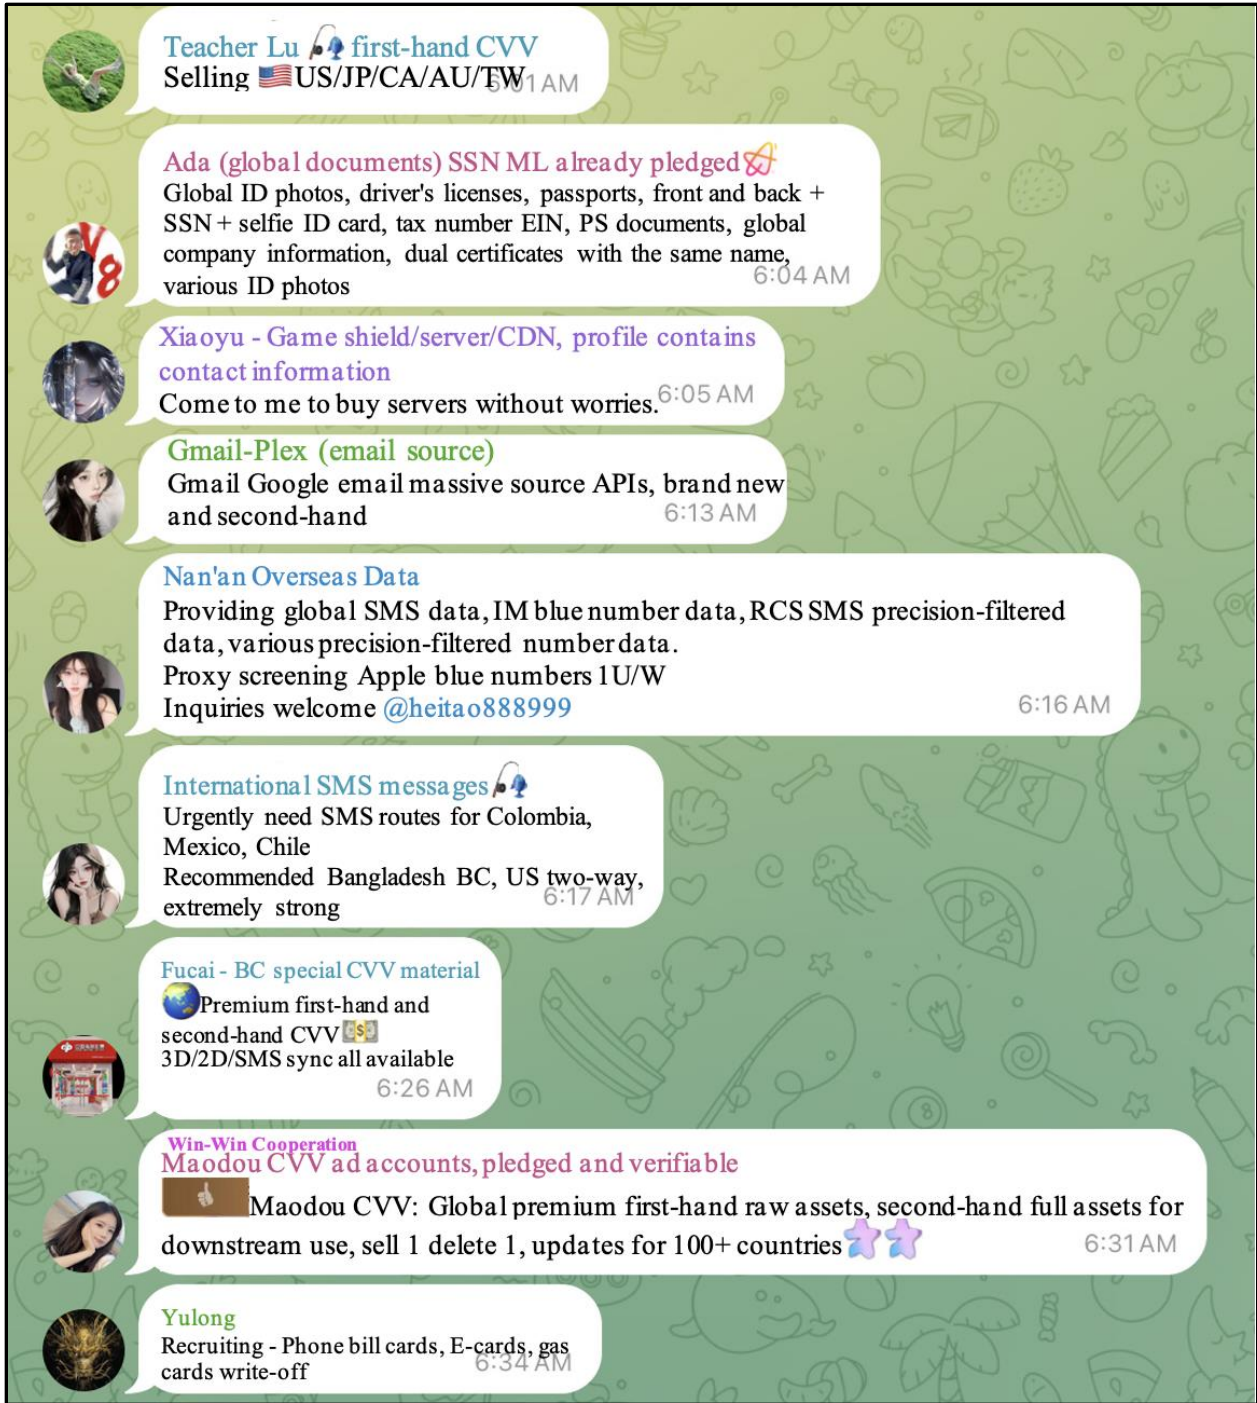 Teacher Lu first-hand CVV
Selling US/JP/CA/AU/TW
6:01 AM
Ada (global documents) SSN ML already pledged
Global ID photos, driver's licenses, passports, front and back +
SSN + selfie ID card, tax number EIN, PS documents, global
company information, dual certificates with the same name,
various ID photos
6:04 AM
Xiaoyu - Game shield/server/CDN, profile contains
contact information
Come to me to buy servers without worries.
6:05 AM
Gmail-Plex (email source)
Gmail Google email massive source APIs, brand new
and second-hand
6:13 AM
Nan'an Overseas Data
Providing global SMS data, IM blue number data, RCS SMS precision-filtered
data, various precision-filtered number data.
Proxy screening Apple blue numbers 1U/W
Inquiries welcome @heitao888999
6:16 AM
International SMS messages
Urgently need SMS routes for Colombia,
Mexico, Chile
Recommended Bangladesh BC, US two-way,
extremely strong
6:17 AM
Fucai - BC special CVV material
Premium first-hand and
second-hand CVV
3D/2D/SMS sync all available
6:26 AM
Win-Win Cooperation
Maodou CVV ad accounts, pledged and verifiable
Maodou CVV: Global premium first-hand raw assets, second-hand full assets for
downstream use, sell 1 delete 1, updates for 100+ countries
6:31 AM
Yulong
Recruiting - Phone bill cards, E-cards, gas
cards write-off
6:34 AM